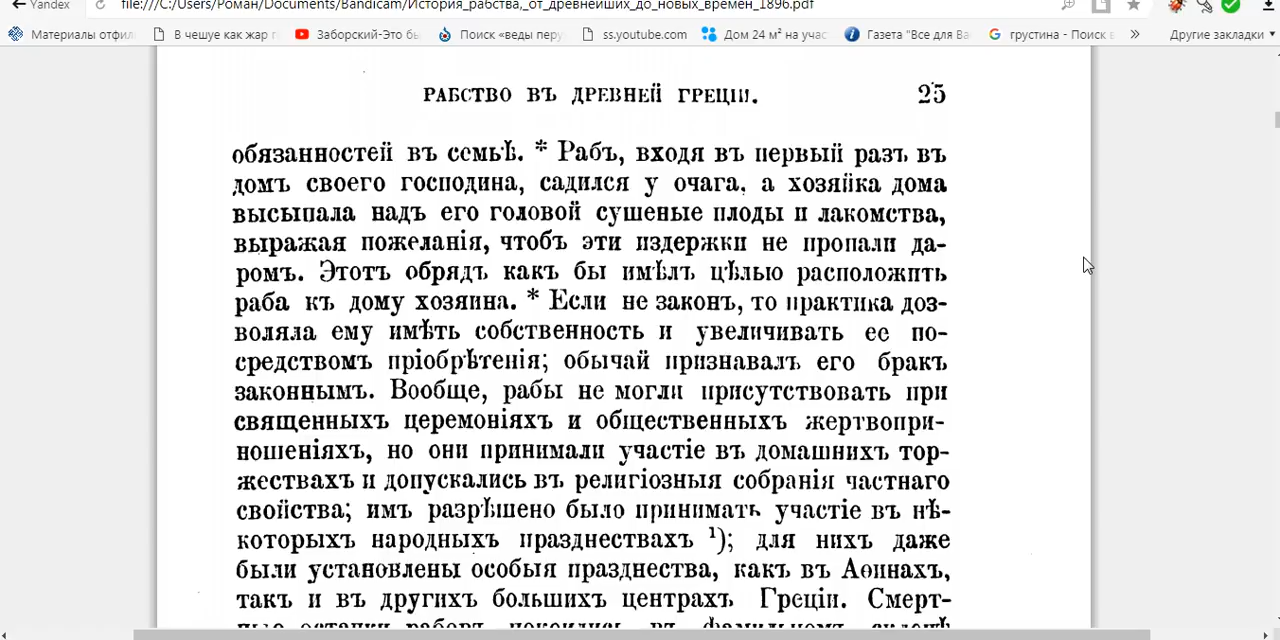 Yandex
file:///C:/Users/Роман/Documents/Bandicam/История_рабства,_от_древнейших_до_новых_времен_1896.pdf
Материалы отфил В чешуе как жар г Заборский-Это бы Поиск «веды перу ss.youtube.com Дом 24 м² на учас Газета "Все для Ва грустина - Поиск в » Другие закладки
РАБСТВО ВЪ ДРЕВНЕЙ ГРЕЦІИ. 25
обязанностей въ семьѣ. * Рабъ, входя въ первый разъ въ
домъ своего господина, садился у очага, а хозяйка дома
высыпала надъ его головой сушеные плоды и лакомства,
выражая пожеланія, чтобъ эти издержки не пропали да-
ромъ. Этотъ обрядъ какъ бы имѣлъ цѣлью расположить
раба къ дому хозяина. * Если не законъ, то практика доз-
воляла ему имѣть собственность и увеличивать ее по-
средствомъ пріобрѣтенія; обычай признавалъ его бракъ
законнымъ. Вообще, рабы не могли присутствовать при
священныхъ церемоніяхъ и общественныхъ жертвопри-
ношеніяхъ, но они принимали участіе въ домашнихъ тор-
жествахъ и допускались въ религіозныя собранія частнаго
свойства; имъ разрѣшено было принимать участіе въ нѣ-
которыхъ народныхъ празднествахъ ¹); для нихъ даже
были установлены особыя празднества, какъ въ Аѳинахъ,
такъ и въ другихъ большихъ центрахъ Греціи. Смерт-
ные останки рабовъ покоились въ фамильномъ склепѣ